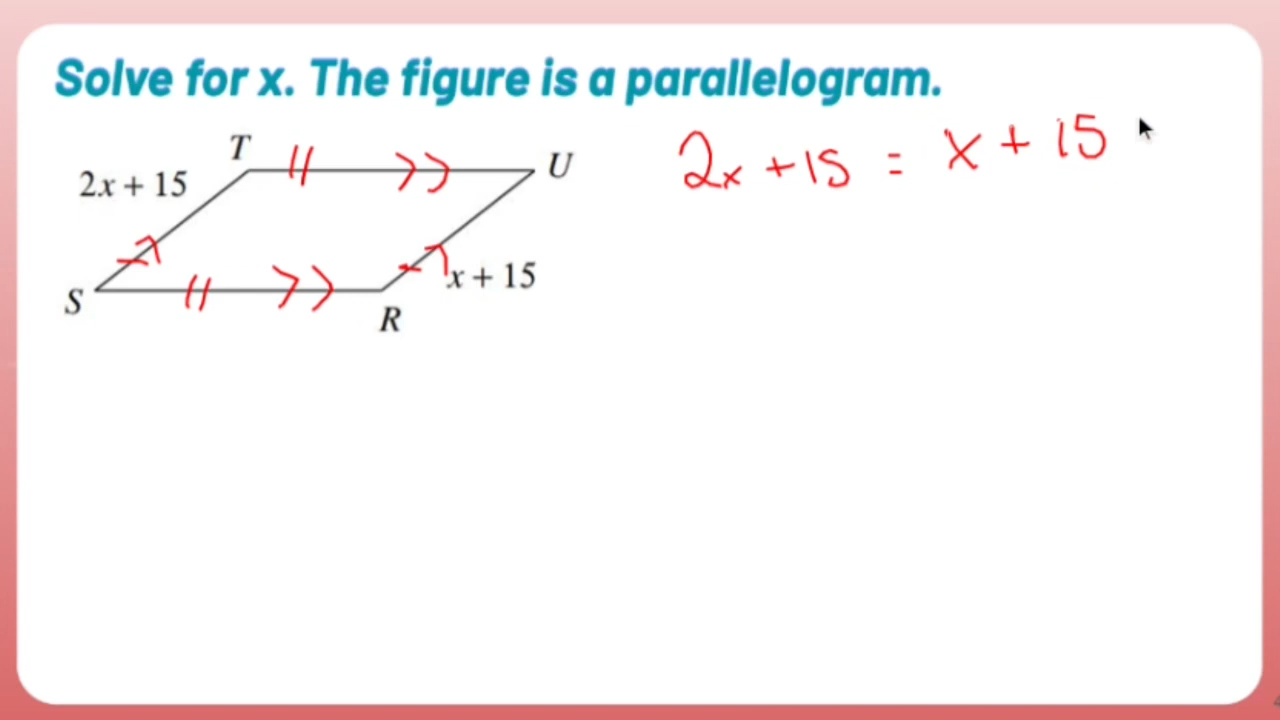 Solve for x. The figure is a parallelogram.
2x + 15 = x + 15
T
U
2x + 15
x + 15
S
R